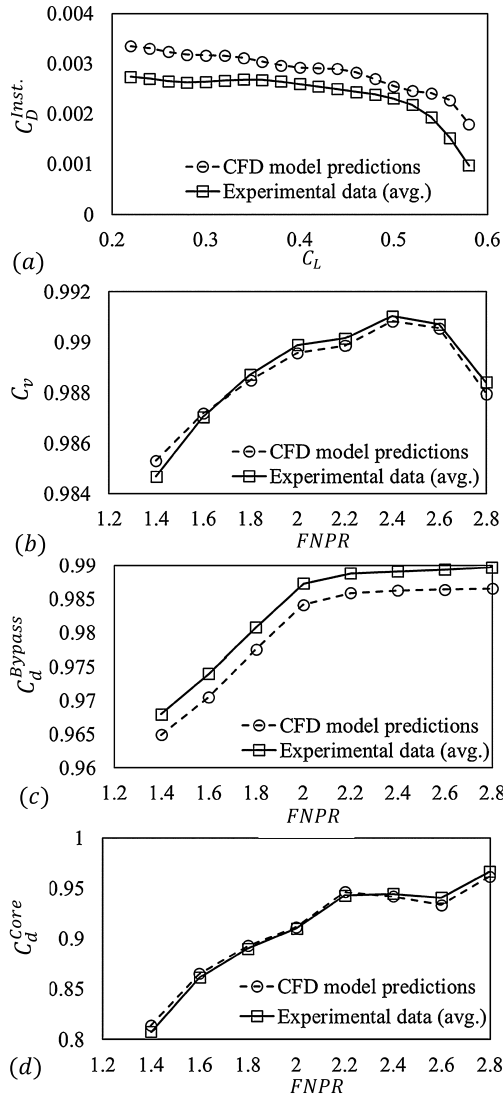 0.004
0.003
0.002
0.001
0
C_D^{Inst.}
CFD model predictions
Experimental data (avg.)
0.2 0.3 0.4 0.5 0.6
C_L
(a)
0.992
0.99
0.988
0.986
0.984
C_v
CFD model predictions
Experimental data (avg.)
1.2 1.4 1.6 1.8 2 2.2 2.4 2.6 2.8
FNPR
(b)
0.99
0.985
0.98
0.975
0.97
0.965
0.96
C_d^{Bypass}
CFD model predictions
Experimental data (avg.)
1.2 1.4 1.6 1.8 2 2.2 2.4 2.6 2.8
FNPR
(c)
1
0.95
0.9
0.85
0.8
C_d^{Core}
CFD model predictions
Experimental data (avg.)
1.2 1.4 1.6 1.8 2 2.2 2.4 2.6 2.8
FNPR
(d)